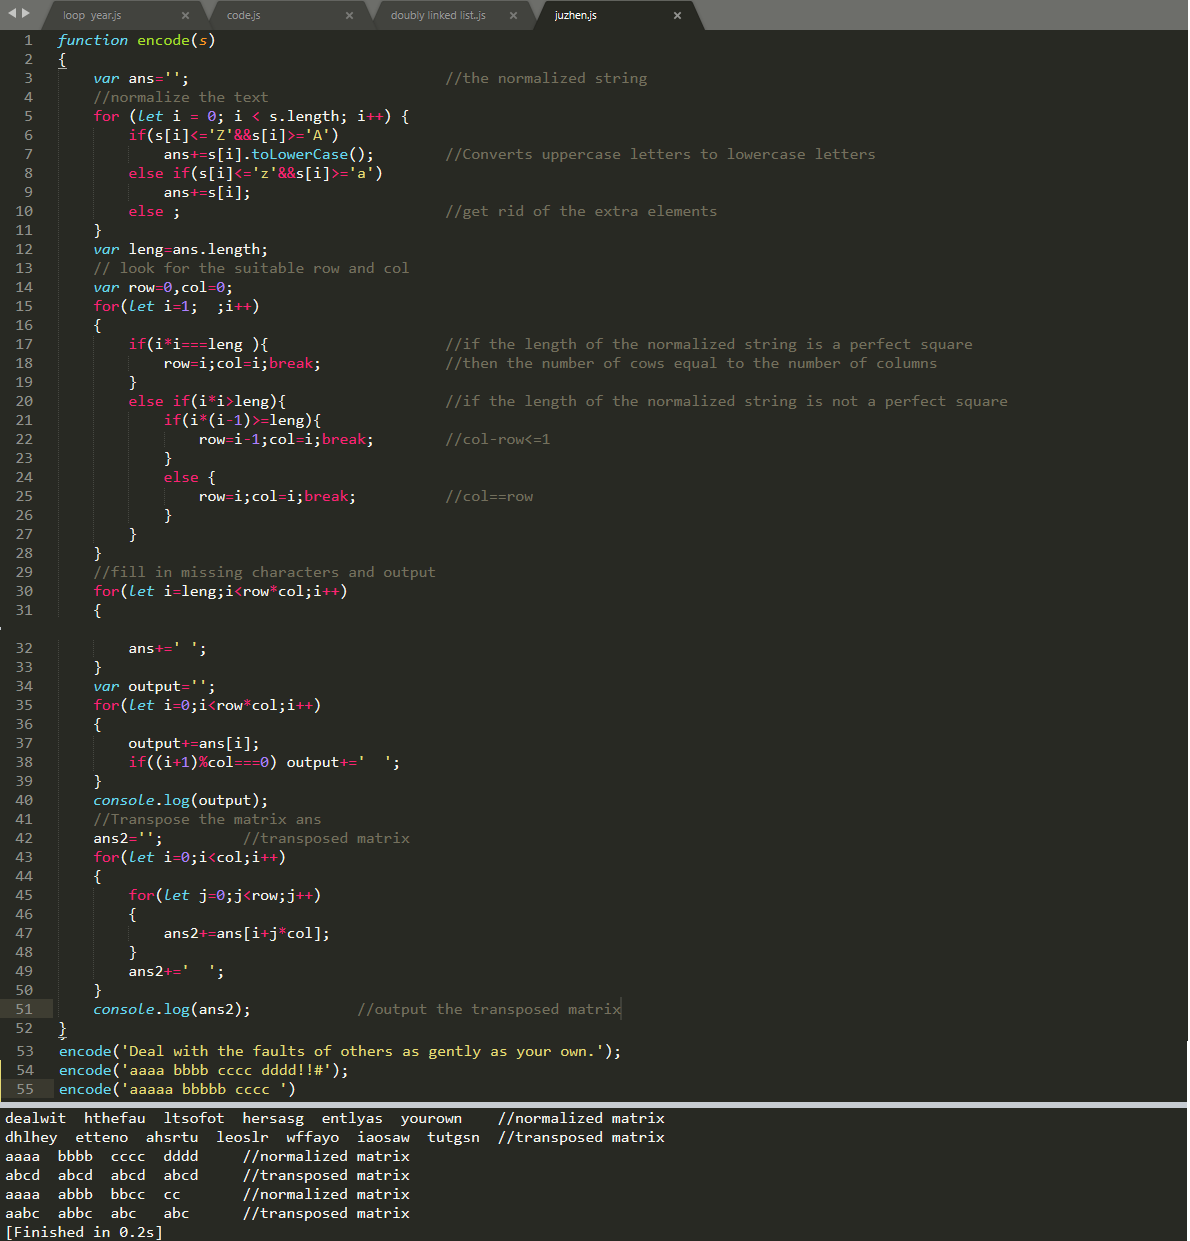 loop year.js × code.js × doubly linked list..js × juzhen.js ×
1 function encode(s)
2 {
3 var ans=''; //the normalized string
4 //normalize the text
5 for (let i = 0; i < s.length; i++) {
6 if(s[i]<='Z'&&s[i]>='A')
7 ans+=s[i].toLowerCase(); //Converts uppercase letters to lowercase letters
8 else if(s[i]<='z'&&s[i]>='a')
9 ans+=s[i];
10 else ; //get rid of the extra elements
11 }
12 var leng=ans.length;
13 // look for the suitable row and col
14 var row=0,col=0;
15 for(let i=1; ;i++)
16 {
17 if(i*i===leng ){ //if the length of the normalized string is a perfect square
18 row=i;col=i;break; //then the number of cows equal to the number of columns
19 }
20 else if(i*i>leng){ //if the length of the normalized string is not a perfect square
21 if(i*(i-1)>=leng){
22 row=i-1;col=i;break; //col-row<=1
23 }
24 else {
25 row=i;col=i;break; //col==row
26 }
27 }
28 }
29 //fill in missing characters and output
30 for(let i=leng;i<row*col;i++)
31 {
32 ans+=' ';
33 }
34 var output='';
35 for(let i=0;i<row*col;i++)
36 {
37 output+=ans[i];
38 if((i+1)%col===0) output+='  ';
39 }
40 console.log(output);
41 //Transpose the matrix ans
42 ans2=''; //transposed matrix
43 for(let i=0;i<col;i++)
44 {
45 for(let j=0;j<row;j++)
46 {
47 ans2+=ans[i+j*col];
48 }
49 ans2+='  ';
50 }
51 console.log(ans2); //output the transposed matrix
52 }
53 encode('Deal with the faults of others as gently as your own.');
54 encode('aaaa bbbb cccc dddd!!#');
55 encode('aaaaa bbbbb cccc ')
dealwit hthefau ltsofot hersasg entlyas yourown //normalized matrix
dhlhey etteno ahsrtu leoslr wffayo iaosaw tutgsn //transposed matrix
aaaa bbbb cccc dddd //normalized matrix
abcd abcd abcd abcd //transposed matrix
aaaa abbb bbcc cc //normalized matrix
aabc abbc abc abc //transposed matrix
[Finished in 0.2s]